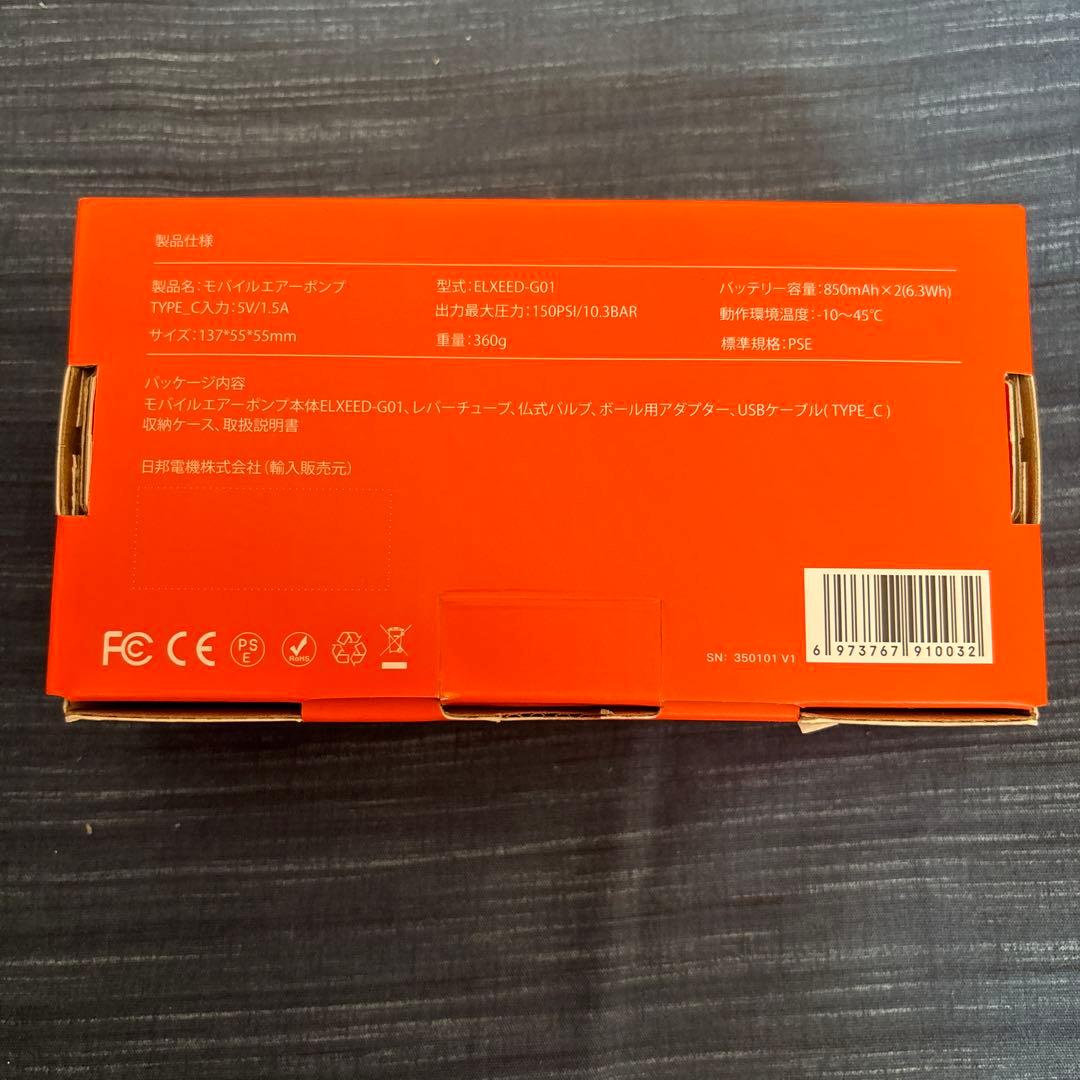 製品仕様
製品名:モバイルエアーポンプ 型式:ELXEED-G01 バッテリー容量:850mAh×2(6.3Wh)
TYPE_C入力:5V/1.5A 出力最大圧力:150PSI/10.3BAR 動作環境温度:-10〜45℃
サイズ:137*55*55mm 重量:360g 標準規格:PSE
パッケージ内容
モバイルエアーポンプ本体ELXEED-G01、レバーチューブ、仏式バルブ、ボール用アダプター、USBケーブル( TYPE_C )
収納ケース、取扱説明書
日邦電機株式会社(輸入販売元)
FC CE PS E RoHS
SN: 350101 V1
6 973767 910032